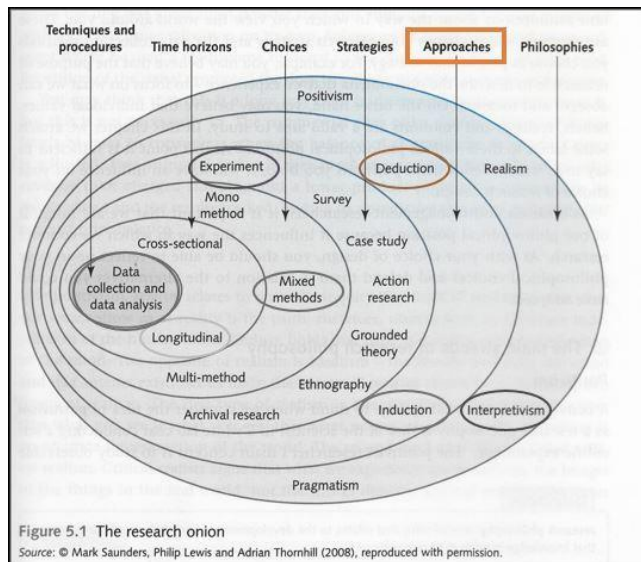 Techniques and
procedures
Time horizons
Choices
Strategies
Approaches
Philosophies
Positivism
Experiment
Deduction
Realism
Mono
method
Survey
Cross-sectional
Case study
Data
collection and
data analysis
Mixed
methods
Action
research
Longitudinal
Grounded
theory
Multi-method
Ethnography
Archival research
Induction
Interpretivism
Pragmatism
Figure 5.1 The research onion
Source: © Mark Saunders, Philip Lewis and Adrian Thornhill (2008), reproduced with permission.